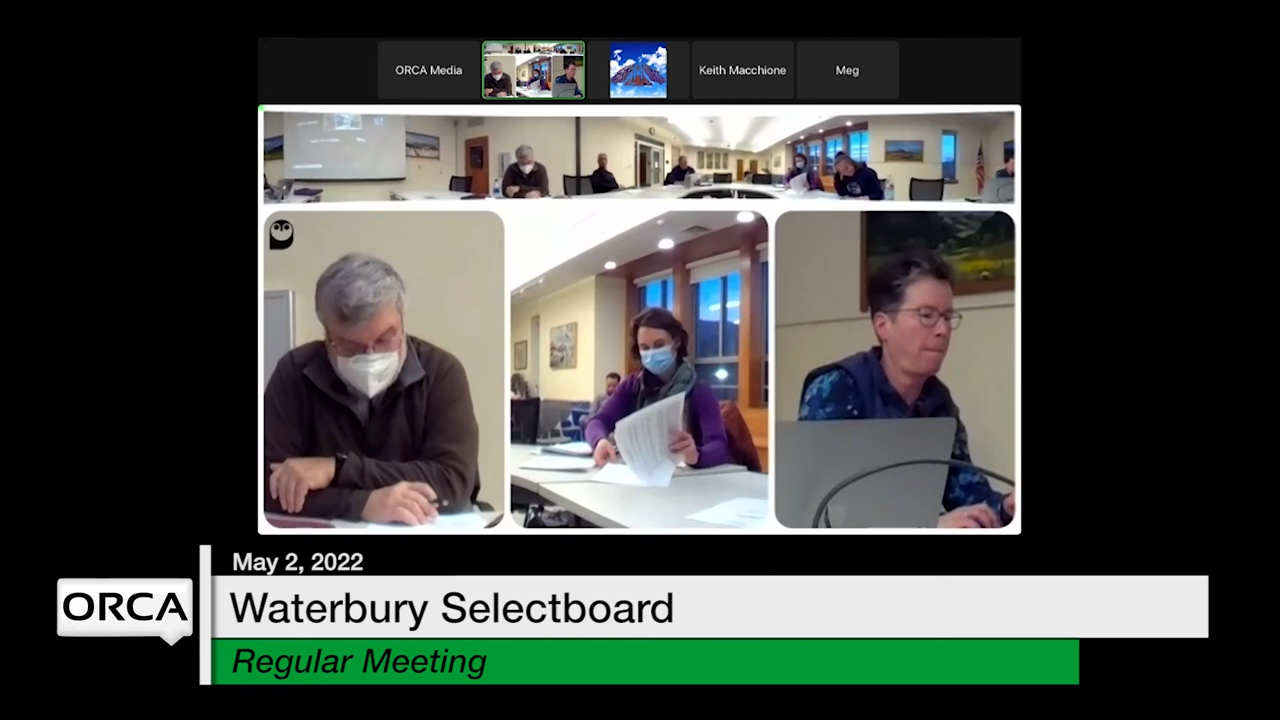 ORCA Media
Keith Macchione
Meg
May 2, 2022
ORCA
Waterbury Selectboard
Regular Meeting